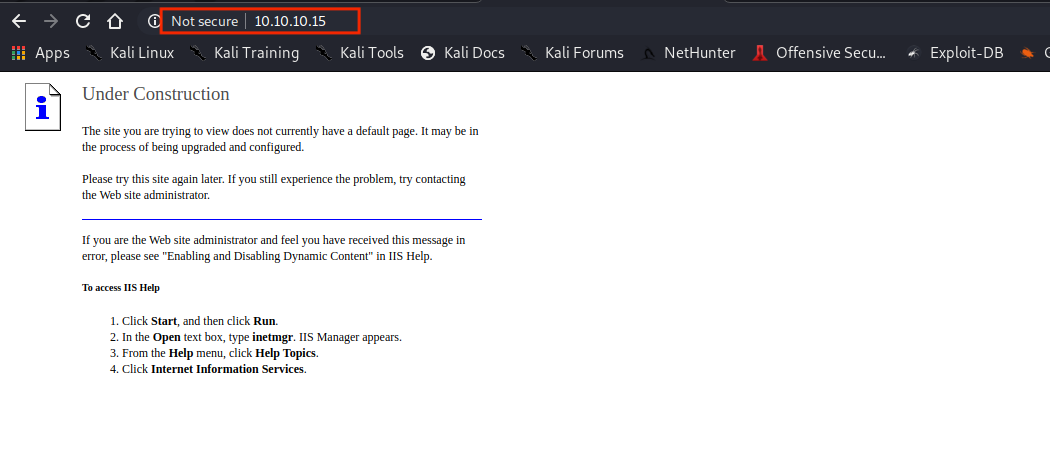 Not secure | 10.10.10.15
Apps Kali Linux Kali Training Kali Tools Kali Docs Kali Forums NetHunter Offensive Secu... Exploit-DB
Under Construction
The site you are trying to view does not currently have a default page. It may be in
the process of being upgraded and configured.
Please try this site again later. If you still experience the problem, try contacting
the Web site administrator.
If you are the Web site administrator and feel you have received this message in
error, please see "Enabling and Disabling Dynamic Content" in IIS Help.
To access IIS Help
1. Click Start, and then click Run.
2. In the Open text box, type inetmgr. IIS Manager appears.
3. From the Help menu, click Help Topics.
4. Click Internet Information Services.